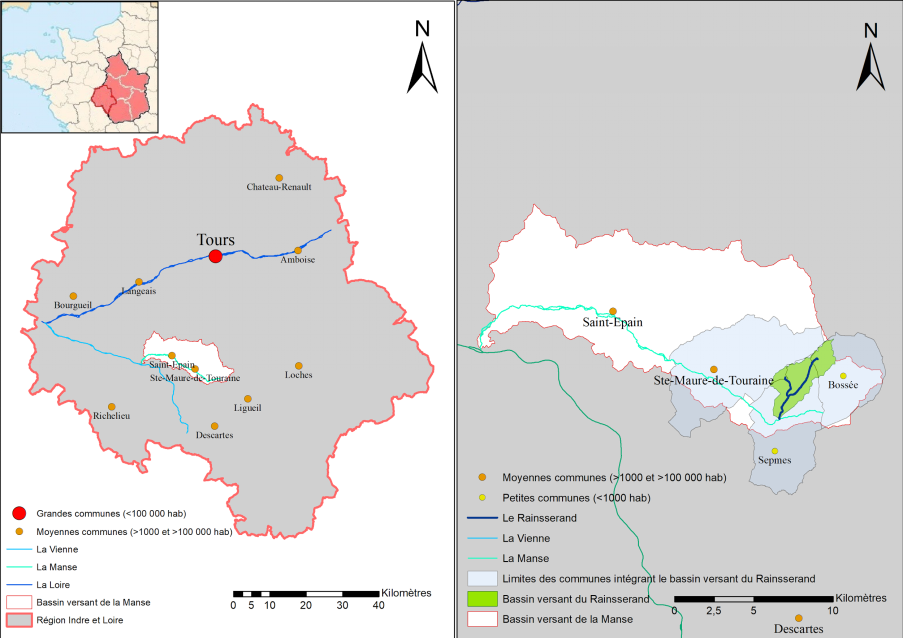 N
Chateau-Renault
Tours
Amboise
Langeais
Bourgueil
Saint-Epain
Ste-Maure-de-Touraine
Loches
Ligueil
Richelieu
Descartes
Grandes communes (<100 000 hab)
Moyennes communes (>1000 et >100 000 hab)
La Vienne
La Manse
La Loire
Bassin versant de la Manse
Région Indre et Loire
Kilomètres
0 5 10 20 30 40
N
Saint-Epain
Ste-Maure-de-Touraine
Bossée
Sepmes
Moyennes communes (>1000 et >100 000 hab)
Petites communes (<1000 hab)
Le Rainsserand
La Vienne
La Manse
Limites des communes intégrant le bassin versant du Rainsserand
Bassin versant du Rainsserand
Bassin versant de la Manse
Kilomètres
0 2,5 5 10
Descartes